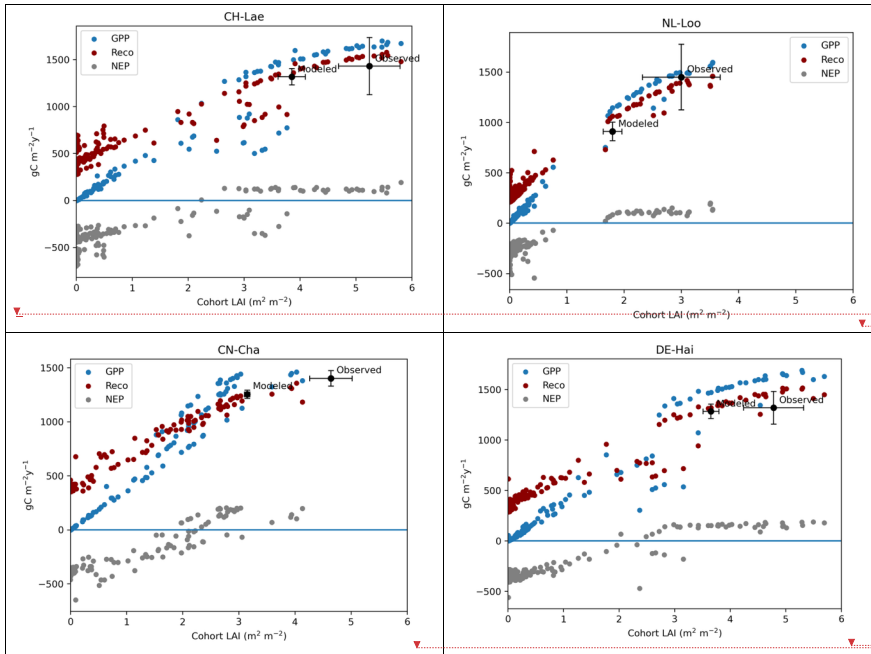 CH-Lae
GPP
Reco
NEP
Modeled
Observed
1500
1000
500
0
−500
gC m⁻²y⁻¹
0 1 2 3 4 5 6
Cohort LAI (m² m⁻²)
NL-Loo
GPP
Reco
NEP
Observed
Modeled
1500
1000
500
0
−500
gC m⁻²y⁻¹
0 1 2 3 4 5 6
Cohort LAI (m² m⁻²)
CN-Cha
GPP
Reco
NEP
Modeled
Observed
1500
1000
500
0
−500
gC m⁻²y⁻¹
0 1 2 3 4 5 6
Cohort LAI (m² m⁻²)
DE-Hai
GPP
Reco
NEP
Modeled
Observed
1500
1000
500
0
−500
gC m⁻²y⁻¹
0 1 2 3 4 5 6
Cohort LAI (m² m⁻²)